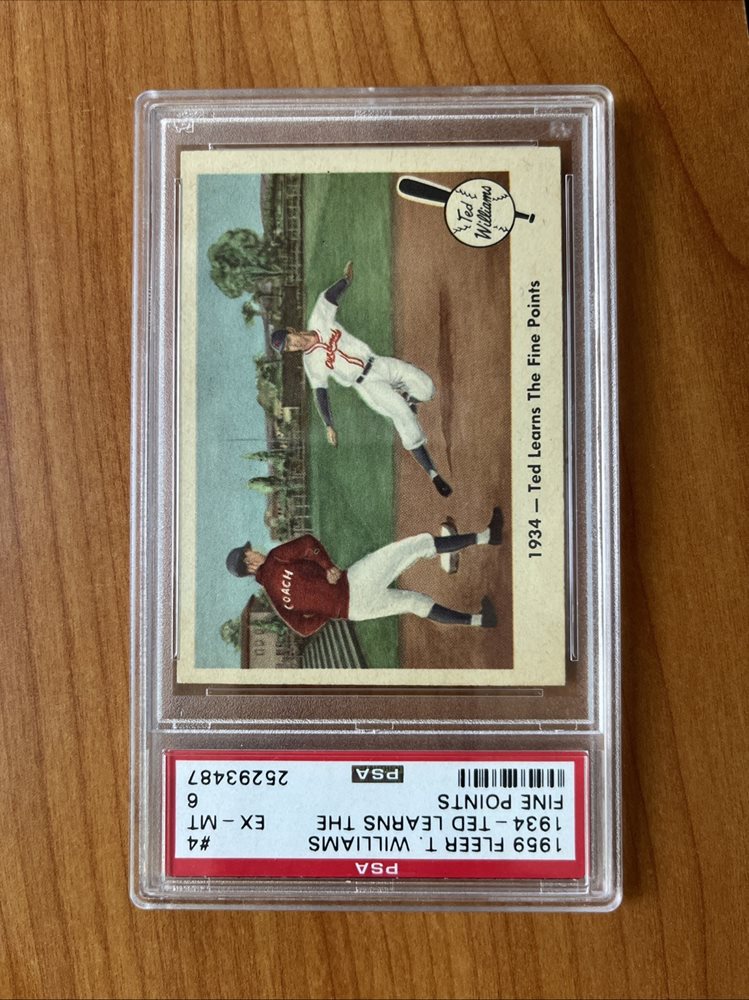 PSA
1959 FLEER T. WILLIAMS #4
1934 - TED LEARNS THE EX - MT
FINE POINTS 6
PSA 25293487
Ted
Williams
1934 — Ted Learns The Fine Points
COACH